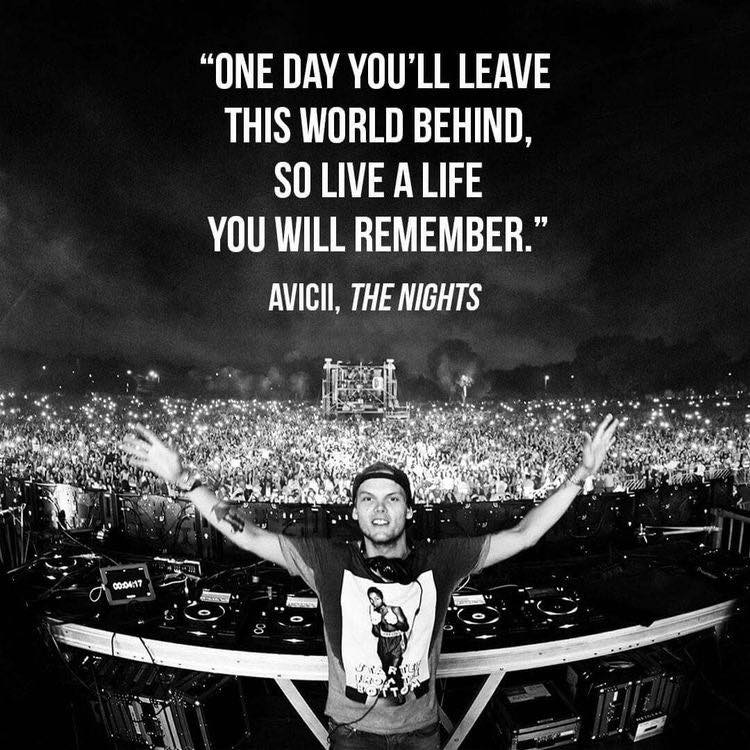 “ONE DAY YOU’LL LEAVE
THIS WORLD BEHIND,
SO LIVE A LIFE
YOU WILL REMEMBER.”
AVICII, THE NIGHTS
00:04:17
BOTTOM